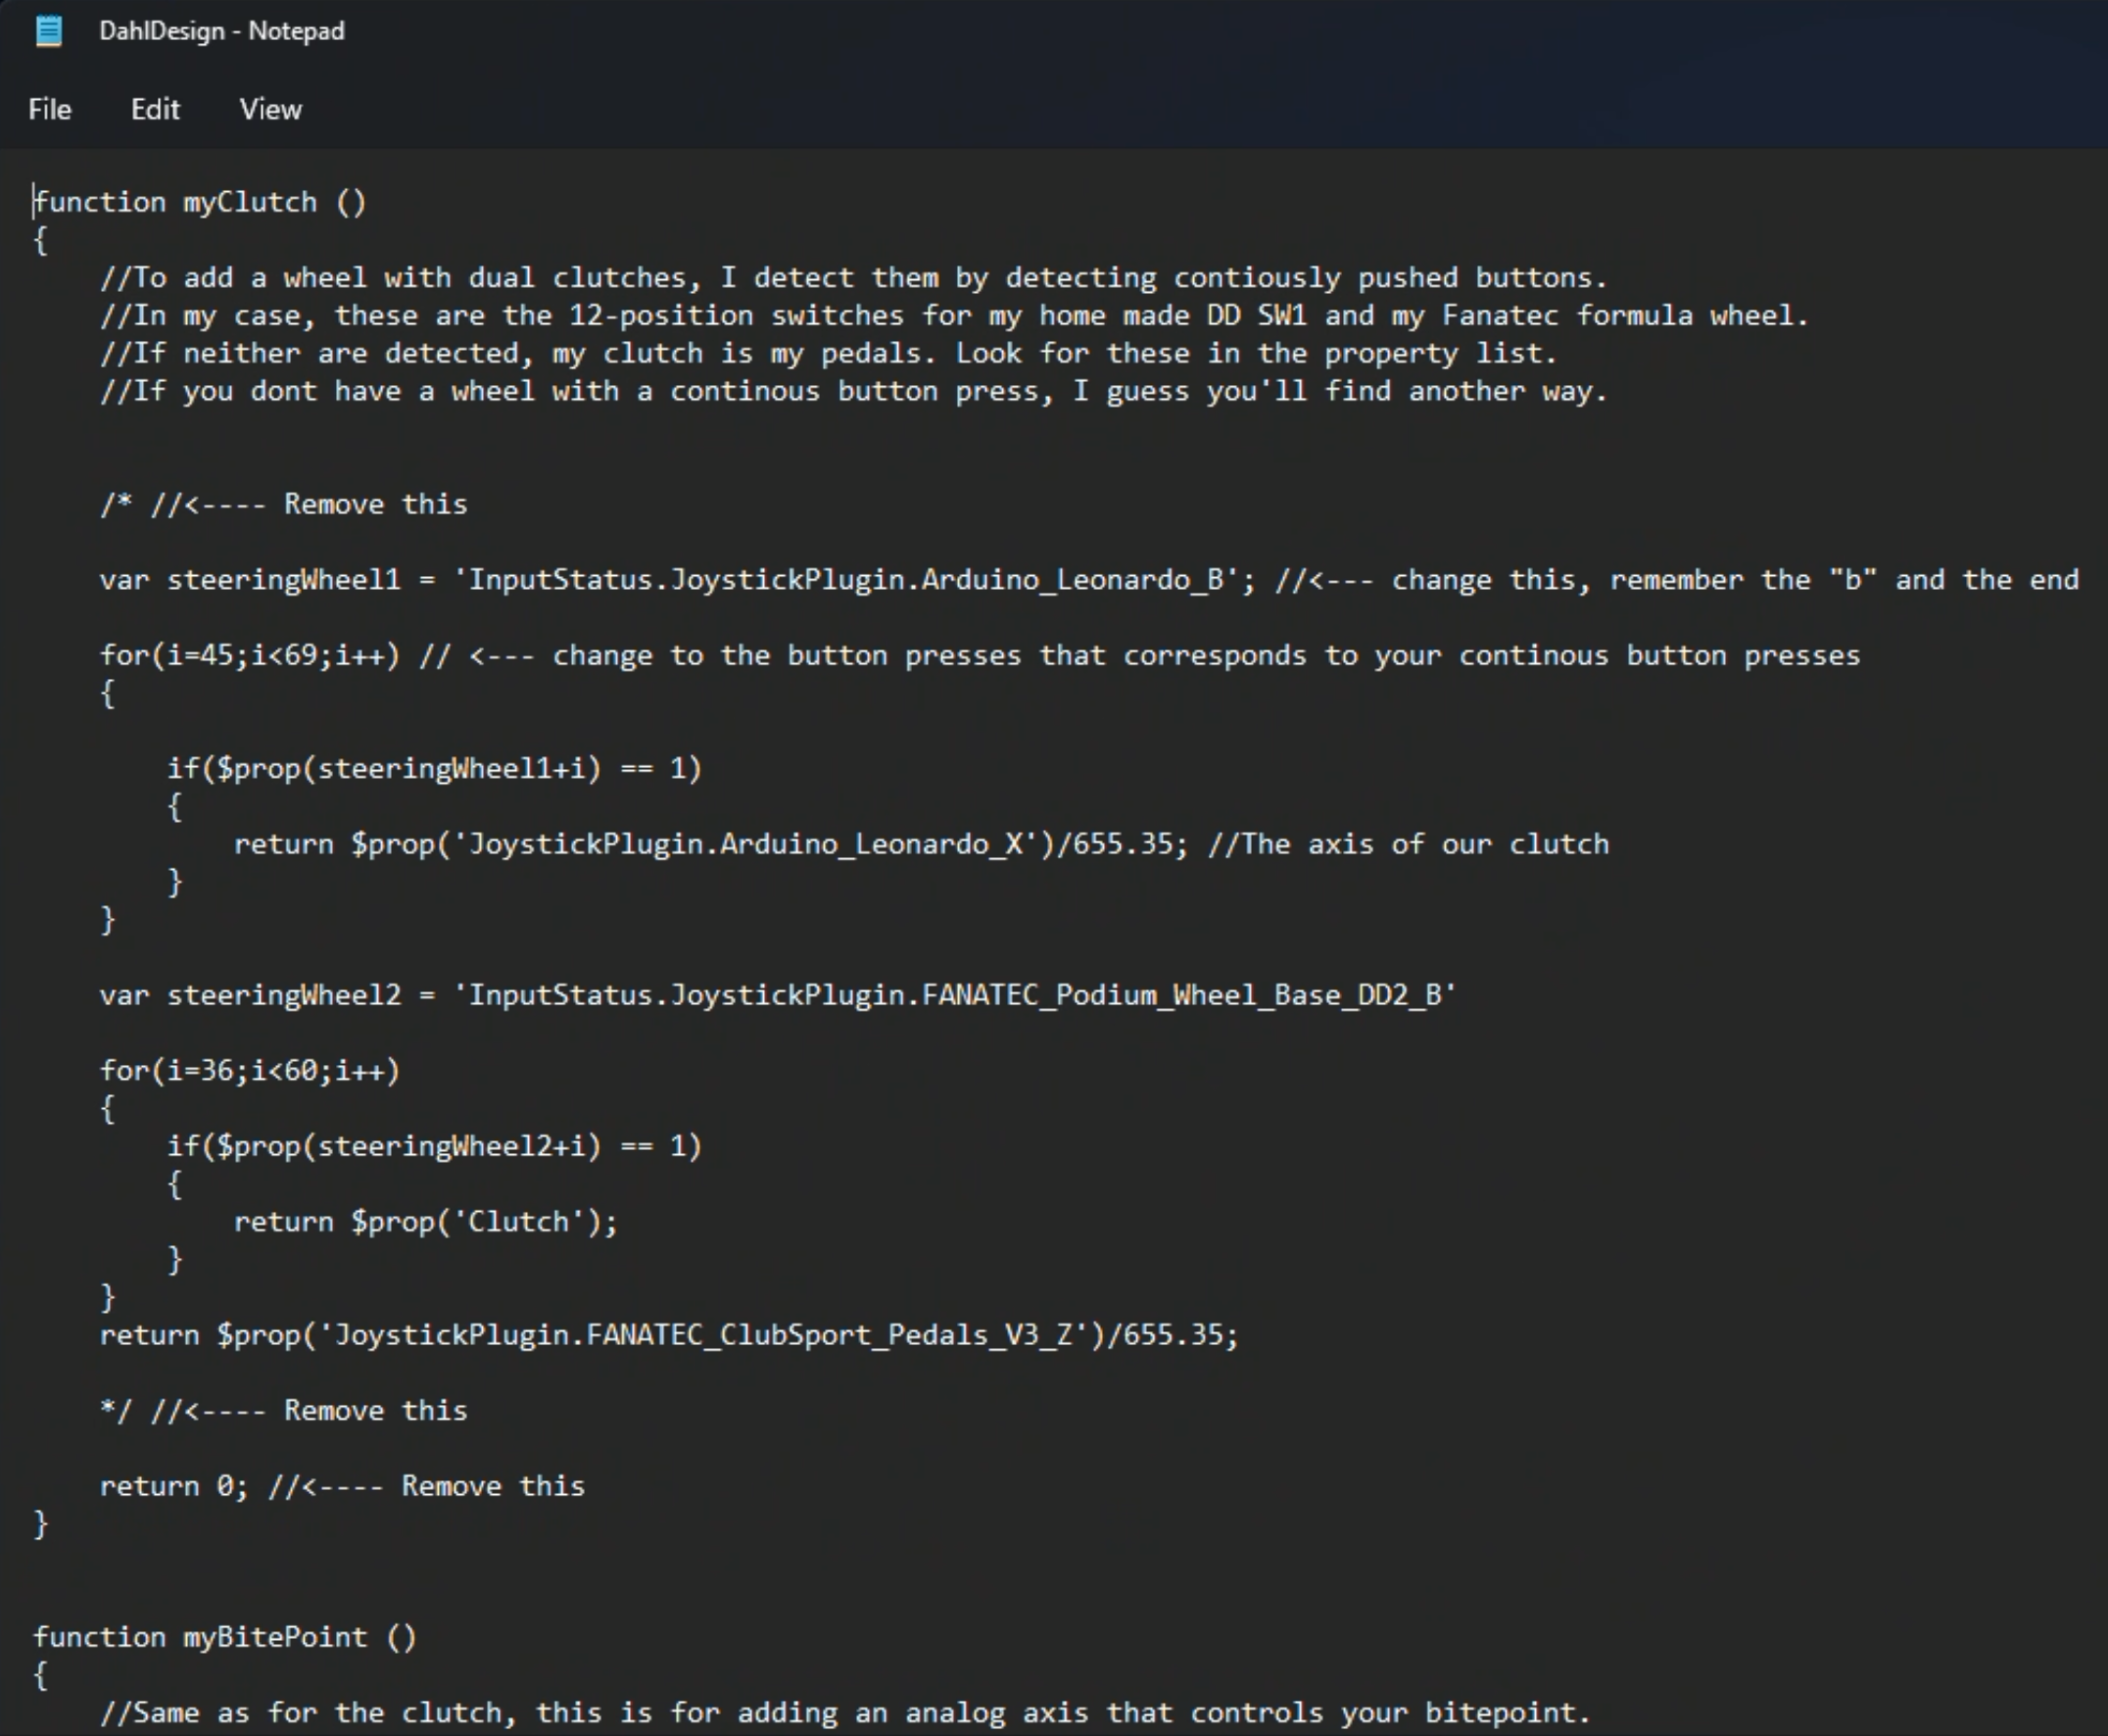 DahlDesign - Notepad
File Edit View
function myClutch ()
{
//To add a wheel with dual clutches, I detect them by detecting contiously pushed buttons.
//In my case, these are the 12-position switches for my home made DD SW1 and my Fanatec formula wheel.
//If neither are detected, my clutch is my pedals. Look for these in the property list.
//If you dont have a wheel with a continous button press, I guess you'll find another way.
/* //<---- Remove this
var steeringWheel1 = 'InputStatus.JoystickPlugin.Arduino_Leonardo_B'; //<--- change this, remember the "b" and the end
for(i=45;i<69;i++) // <--- change to the button presses that corresponds to your continous button presses
{
if($prop(steeringWheel1+i) == 1)
{
return $prop('JoystickPlugin.Arduino_Leonardo_X')/655.35; //The axis of our clutch
}
}
var steeringWheel2 = 'InputStatus.JoystickPlugin.FANATEC_Podium_Wheel_Base_DD2_B'
for(i=36;i<60;i++)
{
if($prop(steeringWheel2+i) == 1)
{
return $prop('Clutch');
}
}
return $prop('JoystickPlugin.FANATEC_ClubSport_Pedals_V3_Z')/655.35;
*/ //<---- Remove this
return 0; //<---- Remove this
}
function myBitePoint ()
{
//Same as for the clutch, this is for adding an analog axis that controls your bitepoint.